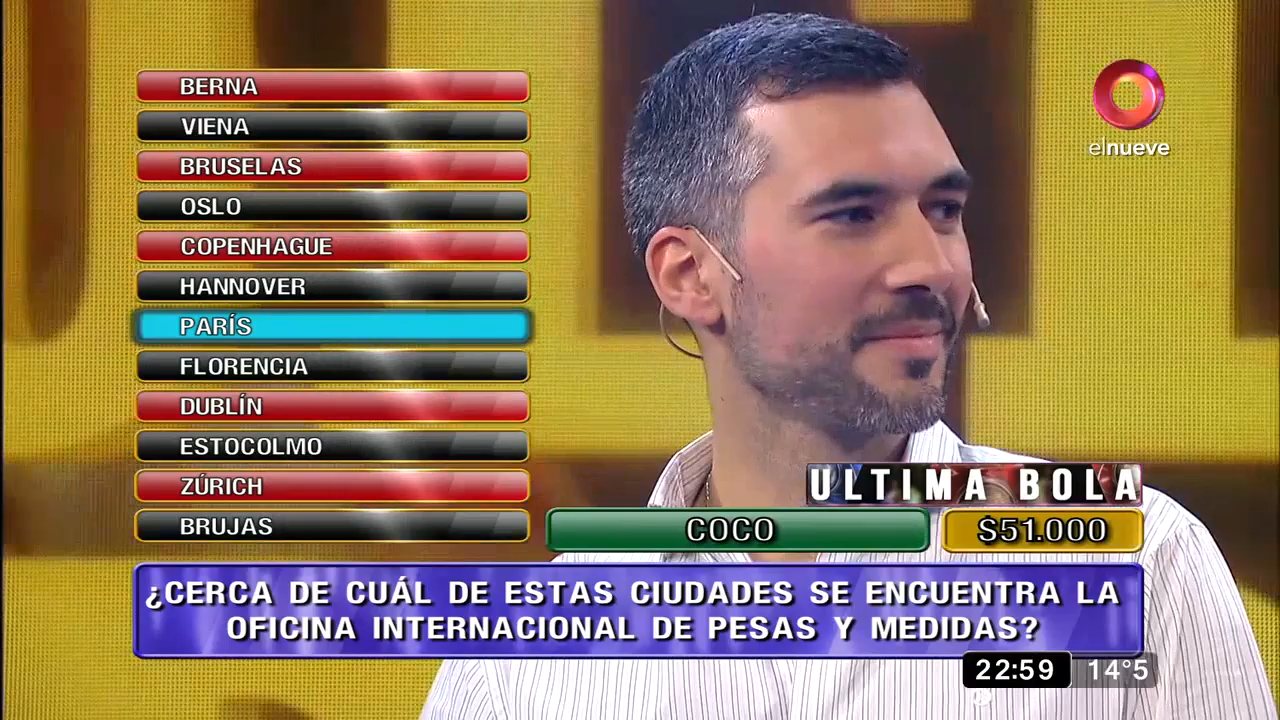 BERNA
VIENA
BRUSELAS
OSLO
COPENHAGUE
HANNOVER
PARÍS
FLORENCIA
DUBLÍN
ESTOCOLMO
ZÚRICH
BRUJAS
elnueve
ULTIMA BOLA
COCO
$51.000
¿CERCA DE CUÁL DE ESTAS CIUDADES SE ENCUENTRA LA
OFICINA INTERNACIONAL DE PESAS Y MEDIDAS?
22:59
14°5